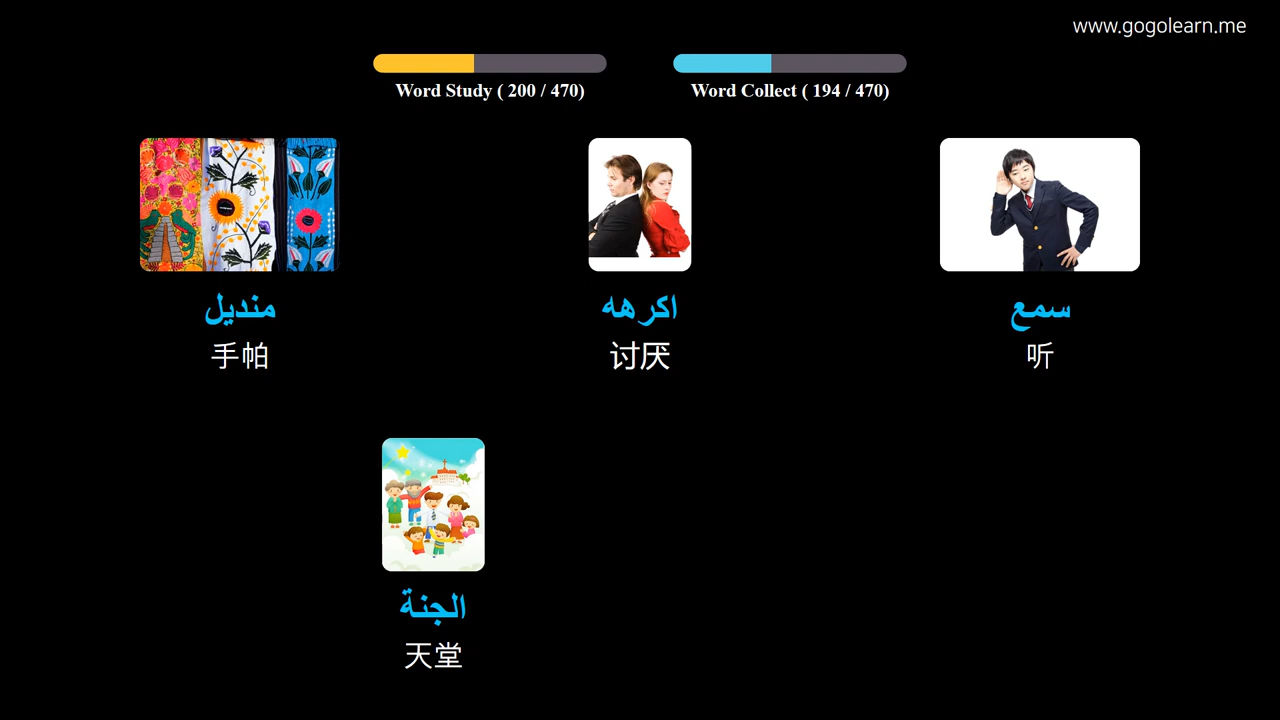 www.gogolearn.me
Word Study ( 200 / 470)
Word Collect ( 194 / 470)
منديل
手帕
اكرهه
讨厌
سمع
听
الجنة
天堂